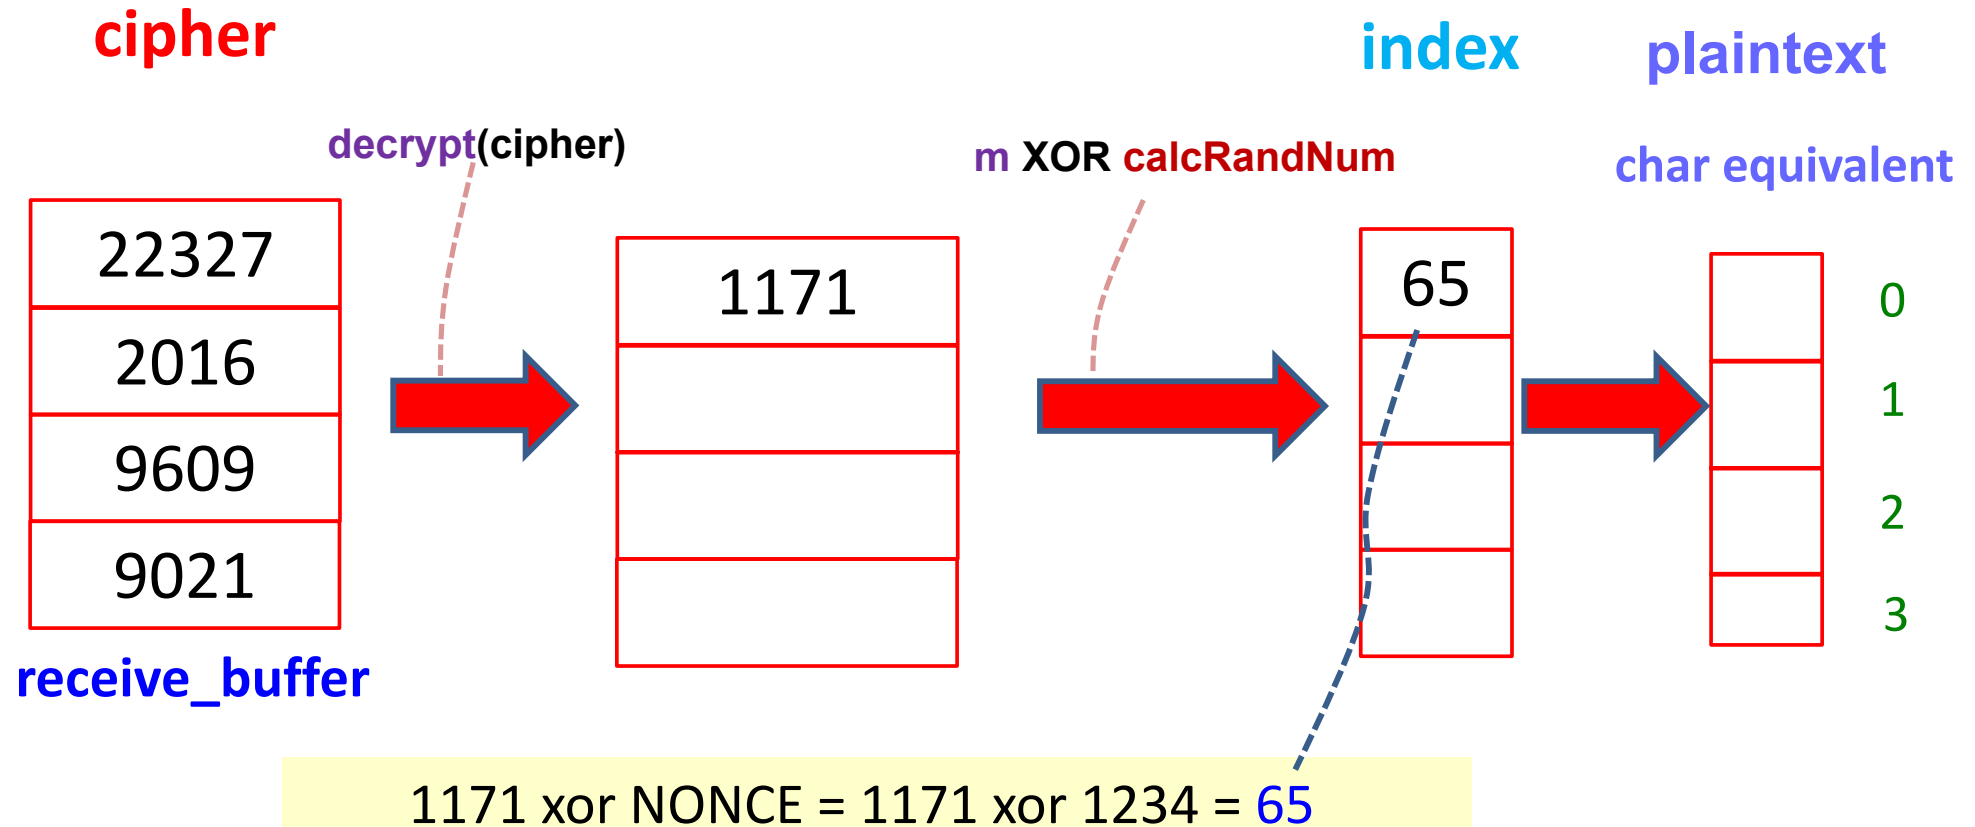 cipher
index
plaintext
decrypt(cipher)
m XOR calcRandNum
char equivalent
22327
2016
9609
9021
receive_buffer
1171
65
0
1
2
3
1171 xor NONCE = 1171 xor 1234 = 65